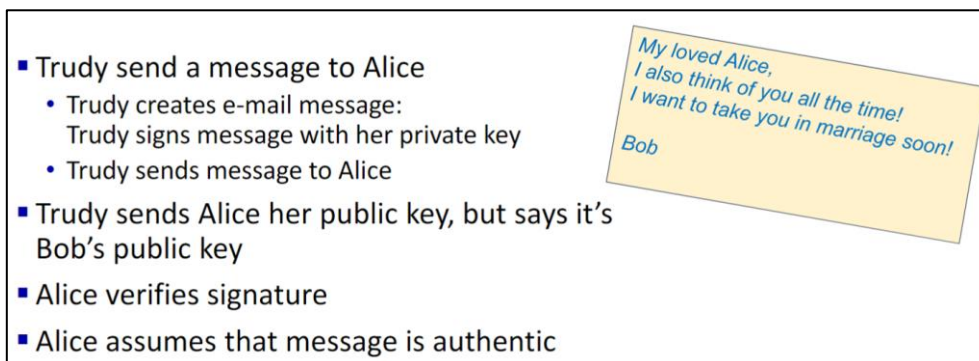 ▪ Trudy send a message to Alice
• Trudy creates e-mail message:
Trudy signs message with her private key
• Trudy sends message to Alice
▪ Trudy sends Alice her public key, but says it's
Bob's public key
▪ Alice verifies signature
▪ Alice assumes that message is authentic
My loved Alice,
I also think of you all the time!
I want to take you in marriage soon!
Bob